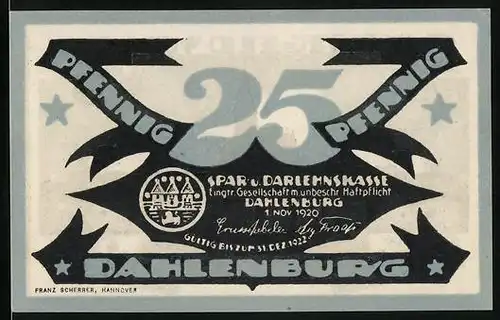 PFENNIG 25 PFENNIG
SPAR u. DARLEHNSKASSE
Eingtr. Gesellschaft m. unbeschr. Haftpflicht
DAHLENBURG
1. NOV 1920
GÜLTIG BIS ZUM 31. DEZ. 1922
DAHLENBURG
FRANZ SCHERRER, HANNOVER